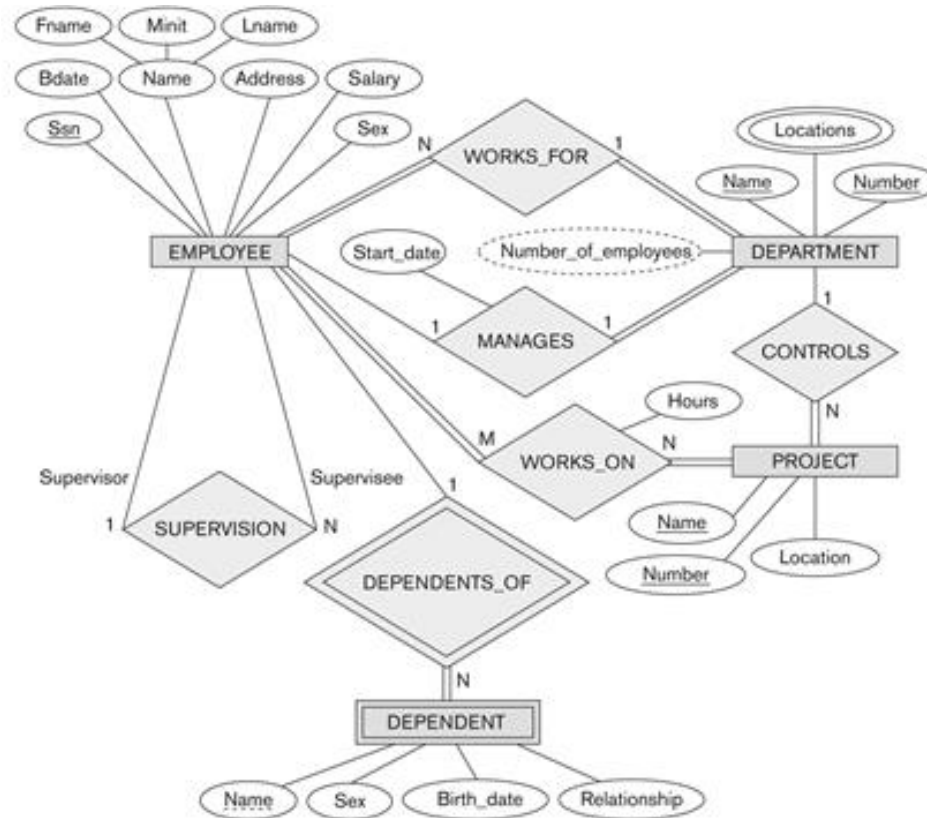 Fname Minit Lname
Bdate Name Address Salary
Ssn Sex
N WORKS_FOR 1
Locations
Name Number
EMPLOYEE
Start_date
Number_of_employees
DEPARTMENT
1 MANAGES 1
1
CONTROLS
N
Hours
M WORKS_ON N
PROJECT
Supervisor Supervisee
1 SUPERVISION N
1
Name
Number
Location
DEPENDENTS_OF
N
DEPENDENT
Name Sex Birth_date Relationship